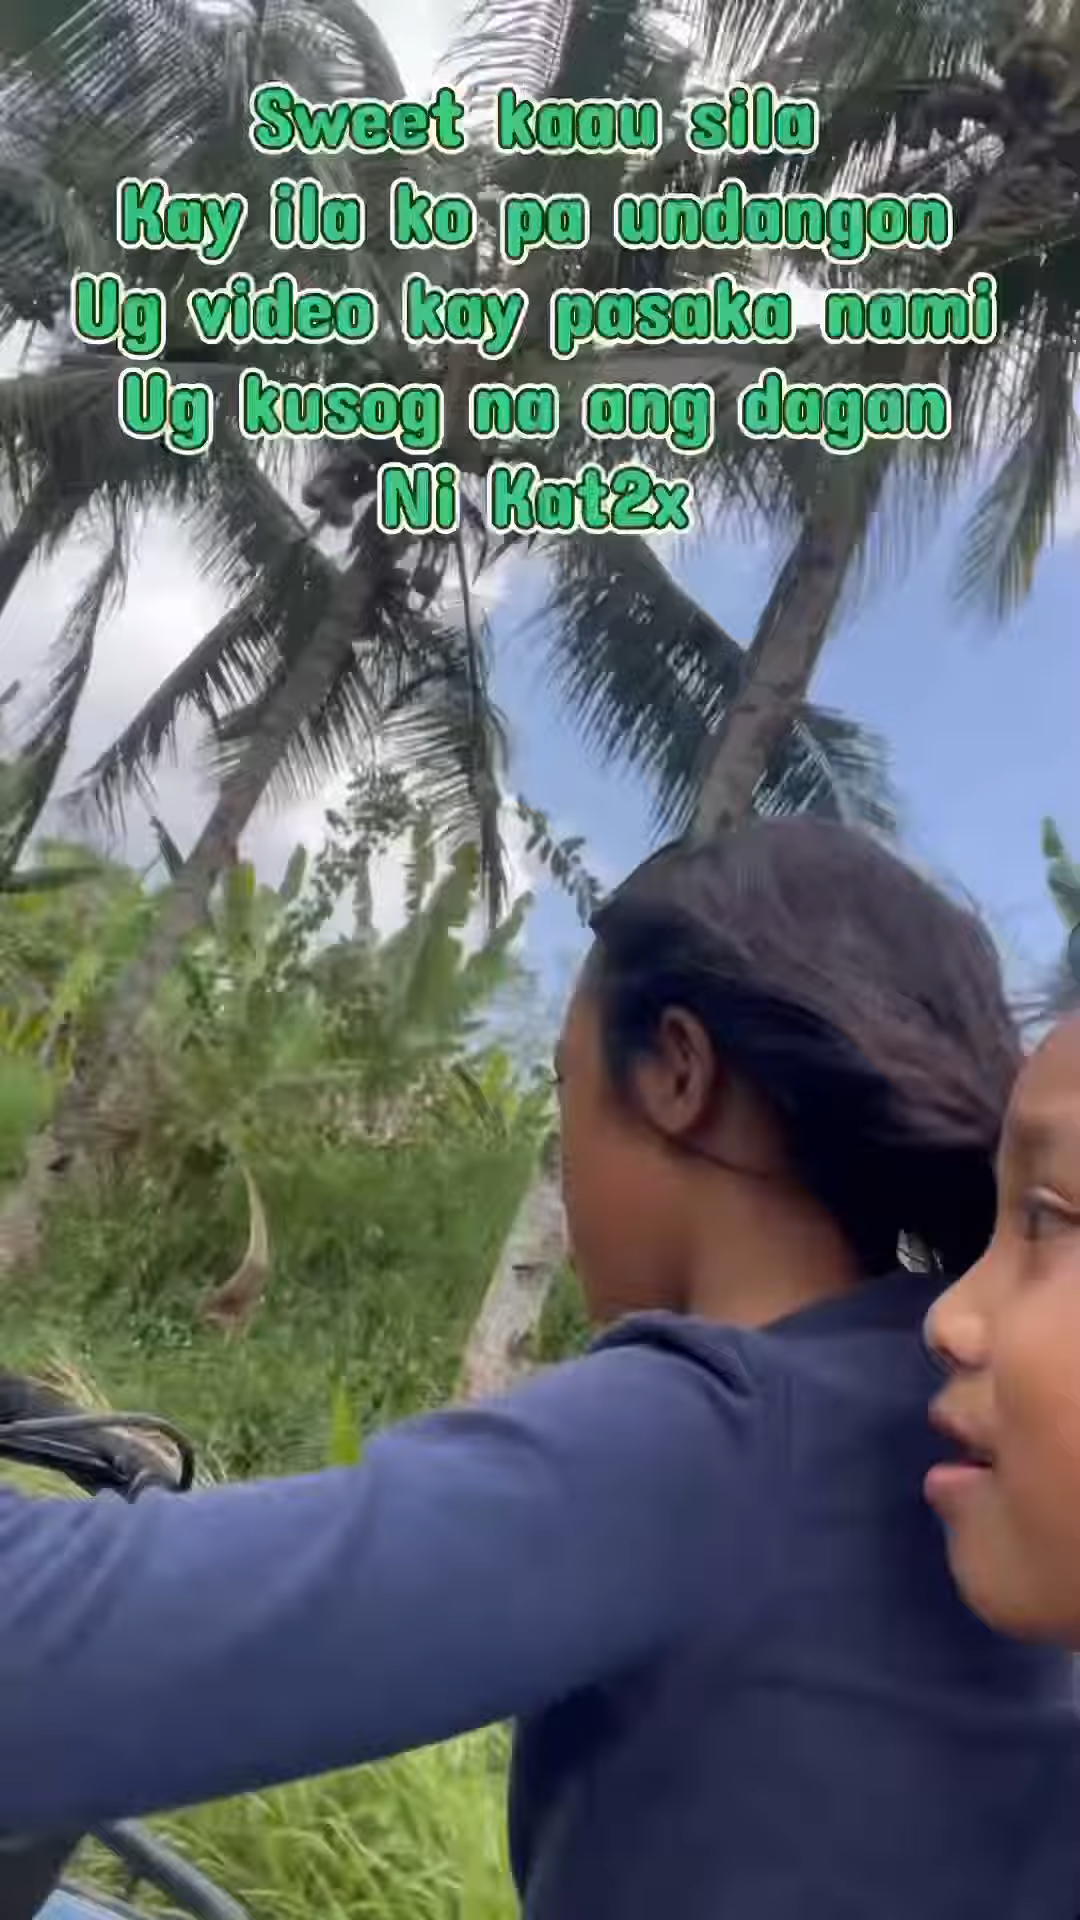 Sweet kaau sila
Kay ila ko pa undangon
Ug video kay pasaka nami
Ug kusog na ang dagan
Ni Kat2x